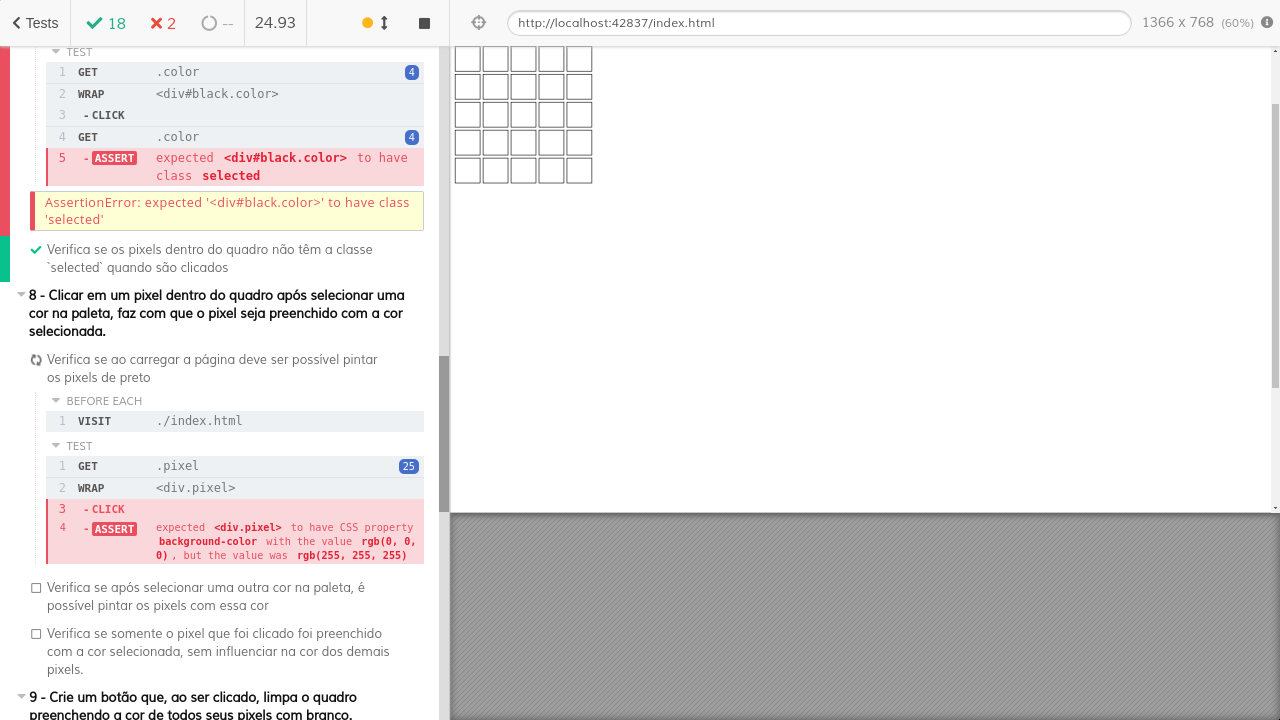 Tests 18 2 -- 24.93
http://localhost:42837/index.html 1366 x 768 (60%)
TEST
1 GET .color 4
2 WRAP <div#black.color>
3 - CLICK
4 GET .color 4
5 - ASSERT expected <div#black.color> to have
class selected
AssertionError: expected '<div#black.color>' to have class
'selected'
Verifica se os pixels dentro do quadro não têm a classe
`selected` quando são clicados
8 - Clicar em um pixel dentro do quadro após selecionar uma
cor na paleta, faz com que o pixel seja preenchido com a cor
selecionada.
Verifica se ao carregar a página deve ser possível pintar
os pixels de preto
BEFORE EACH
1 VISIT ./index.html
TEST
1 GET .pixel 25
2 WRAP <div.pixel>
3 - CLICK
4 - ASSERT expected <div.pixel> to have CSS property
background-color with the value rgb(0, 0,
0), but the value was rgb(255, 255, 255)
Verifica se após selecionar uma outra cor na paleta, é
possível pintar os pixels com essa cor
Verifica se somente o pixel que foi clicado foi preenchido
com a cor selecionada, sem influenciar na cor dos demais
pixels.
9 - Crie um botão que, ao ser clicado, limpa o quadro
preenchendo a cor de todos seus pixels com branco.